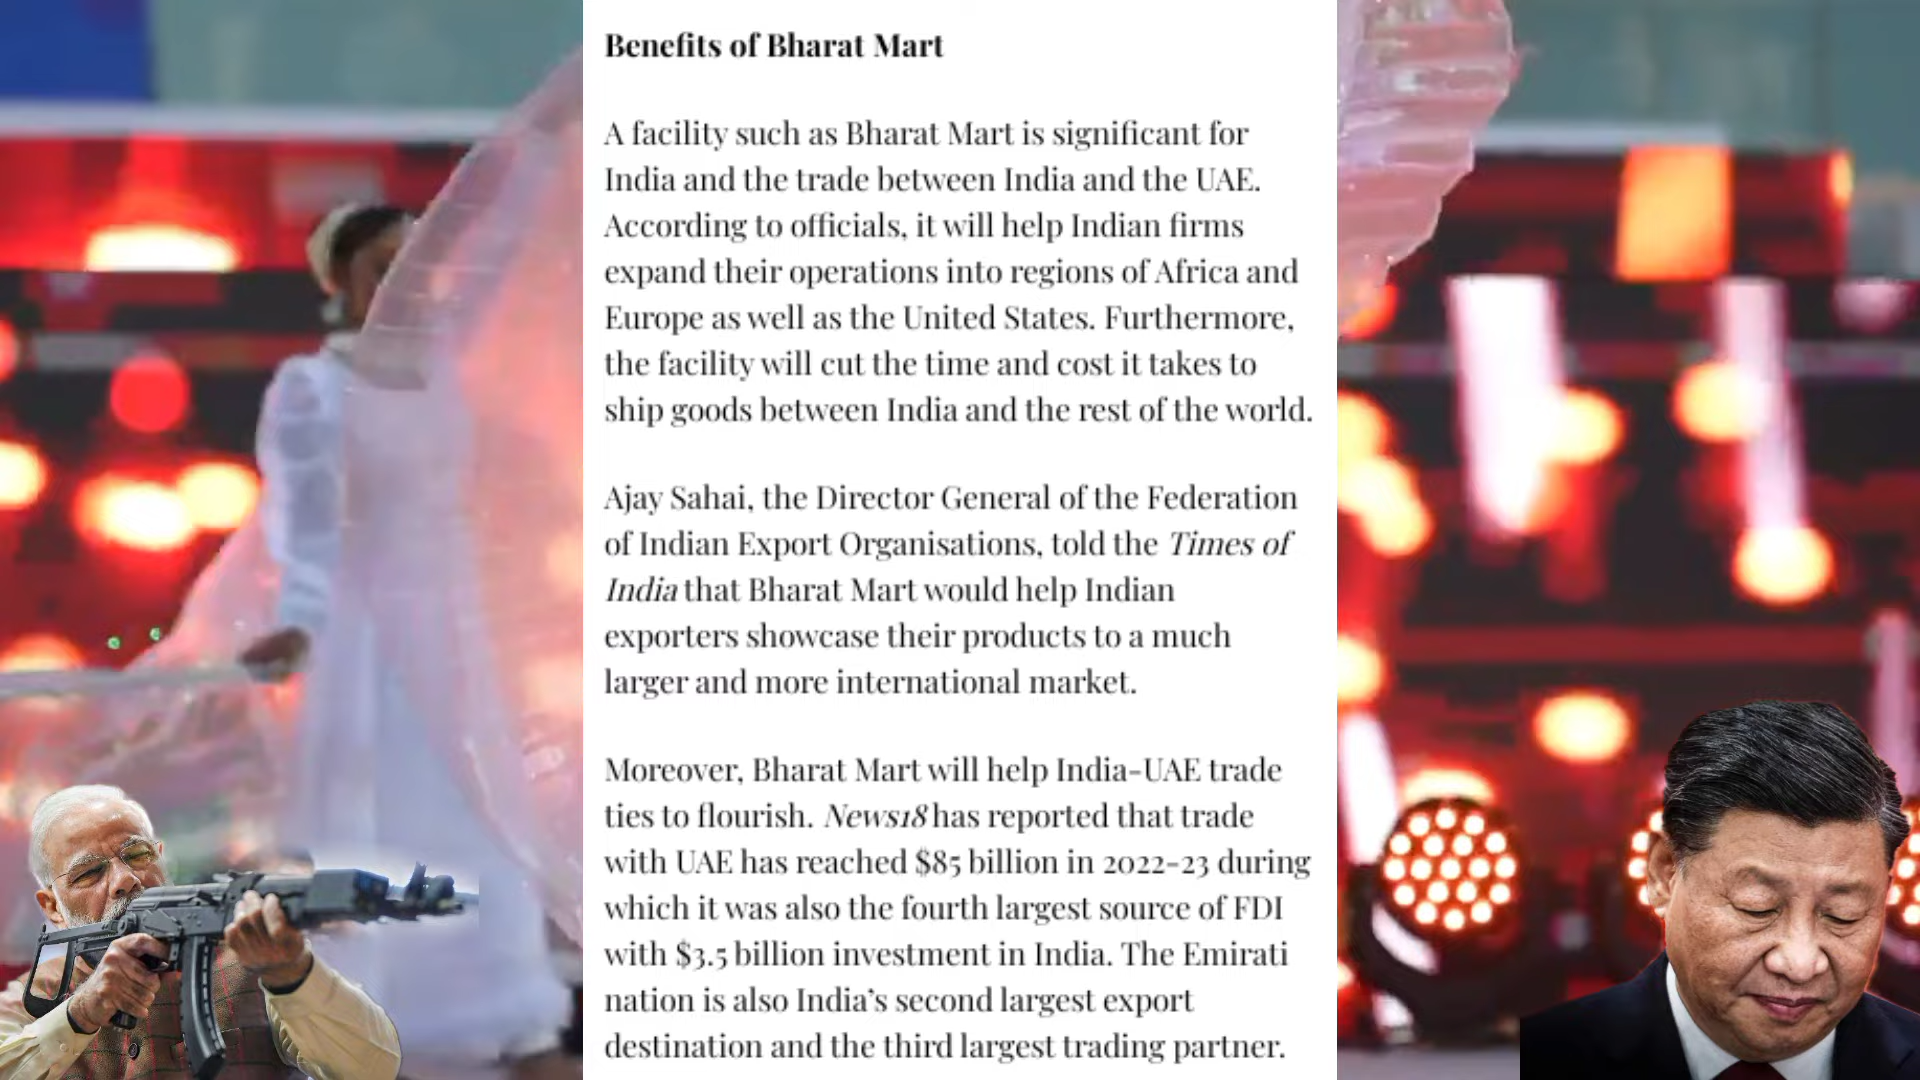 Benefits of Bharat Mart
A facility such as Bharat Mart is significant for
India and the trade between India and the UAE.
According to officials, it will help Indian firms
expand their operations into regions of Africa and
Europe as well as the United States. Furthermore,
the facility will cut the time and cost it takes to
ship goods between India and the rest of the world.
Ajay Sahai, the Director General of the Federation
of Indian Export Organisations, told the Times of
India that Bharat Mart would help Indian
exporters showcase their products to a much
larger and more international market.
Moreover, Bharat Mart will help India-UAE trade
ties to flourish. News18 has reported that trade
with UAE has reached $85 billion in 2022-23 during
which it was also the fourth largest source of FDI
with $3.5 billion investment in India. The Emirati
nation is also India’s second largest export
destination and the third largest trading partner.